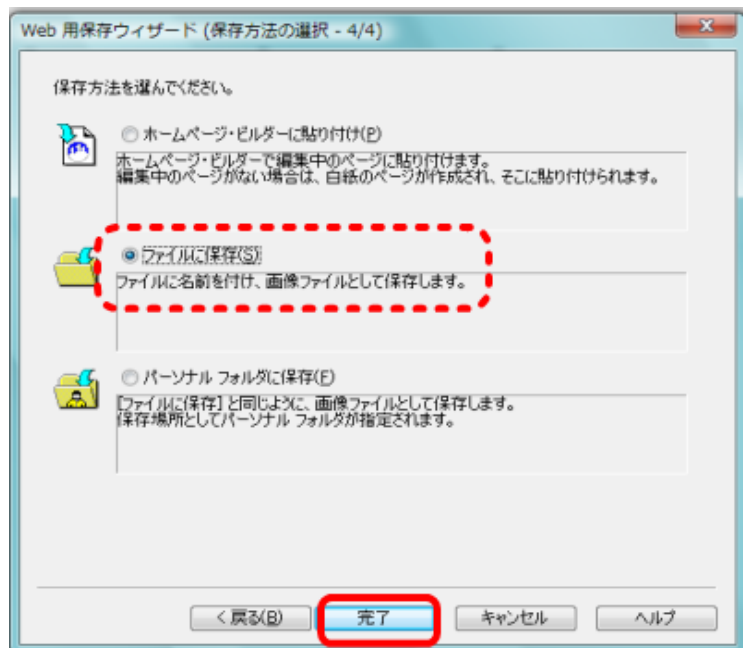 Web 用保存ウィザード (保存方法の選択 - 4/4)
保存方法を選んでください。
ホームページ・ビルダーに貼り付け(P)
ホームページ・ビルダーで編集中のページに貼り付けます。
編集中のページがない場合は、白紙のページが作成され、そこに貼り付けられます。
ファイルに保存(S)
ファイルに名前を付け、画像ファイルとして保存します。
パーソナル フォルダに保存(F)
[ファイルに保存] と同じように、画像ファイルとして保存します。
保存場所としてパーソナル フォルダが指定されます。
< 戻る(B)
完了
キャンセル
ヘルプ